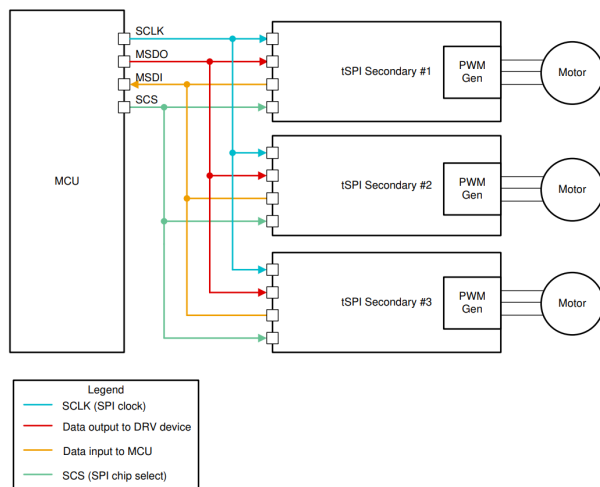 SCLK
MSDO
MSDI
SCS
MCU
tSPI Secondary #1
PWM
Gen
Motor
tSPI Secondary #2
PWM
Gen
Motor
tSPI Secondary #3
PWM
Gen
Motor
Legend
SCLK (SPI clock)
Data output to DRV device
Data input to MCU
SCS (SPI chip select)